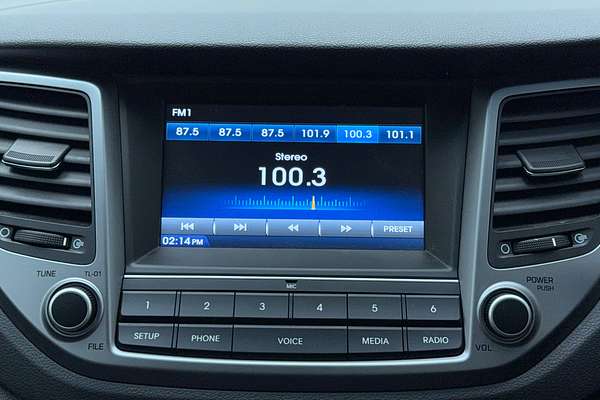 FM1
87.5 87.5 87.5 101.9 100.3 101.1
Stereo
100.3
PRESET
02:14 PM
MIC
TUNE TL-01
POWER
PUSH
1 2 3 4 5 6
SETUP PHONE VOICE MEDIA RADIO
FILE
VOL